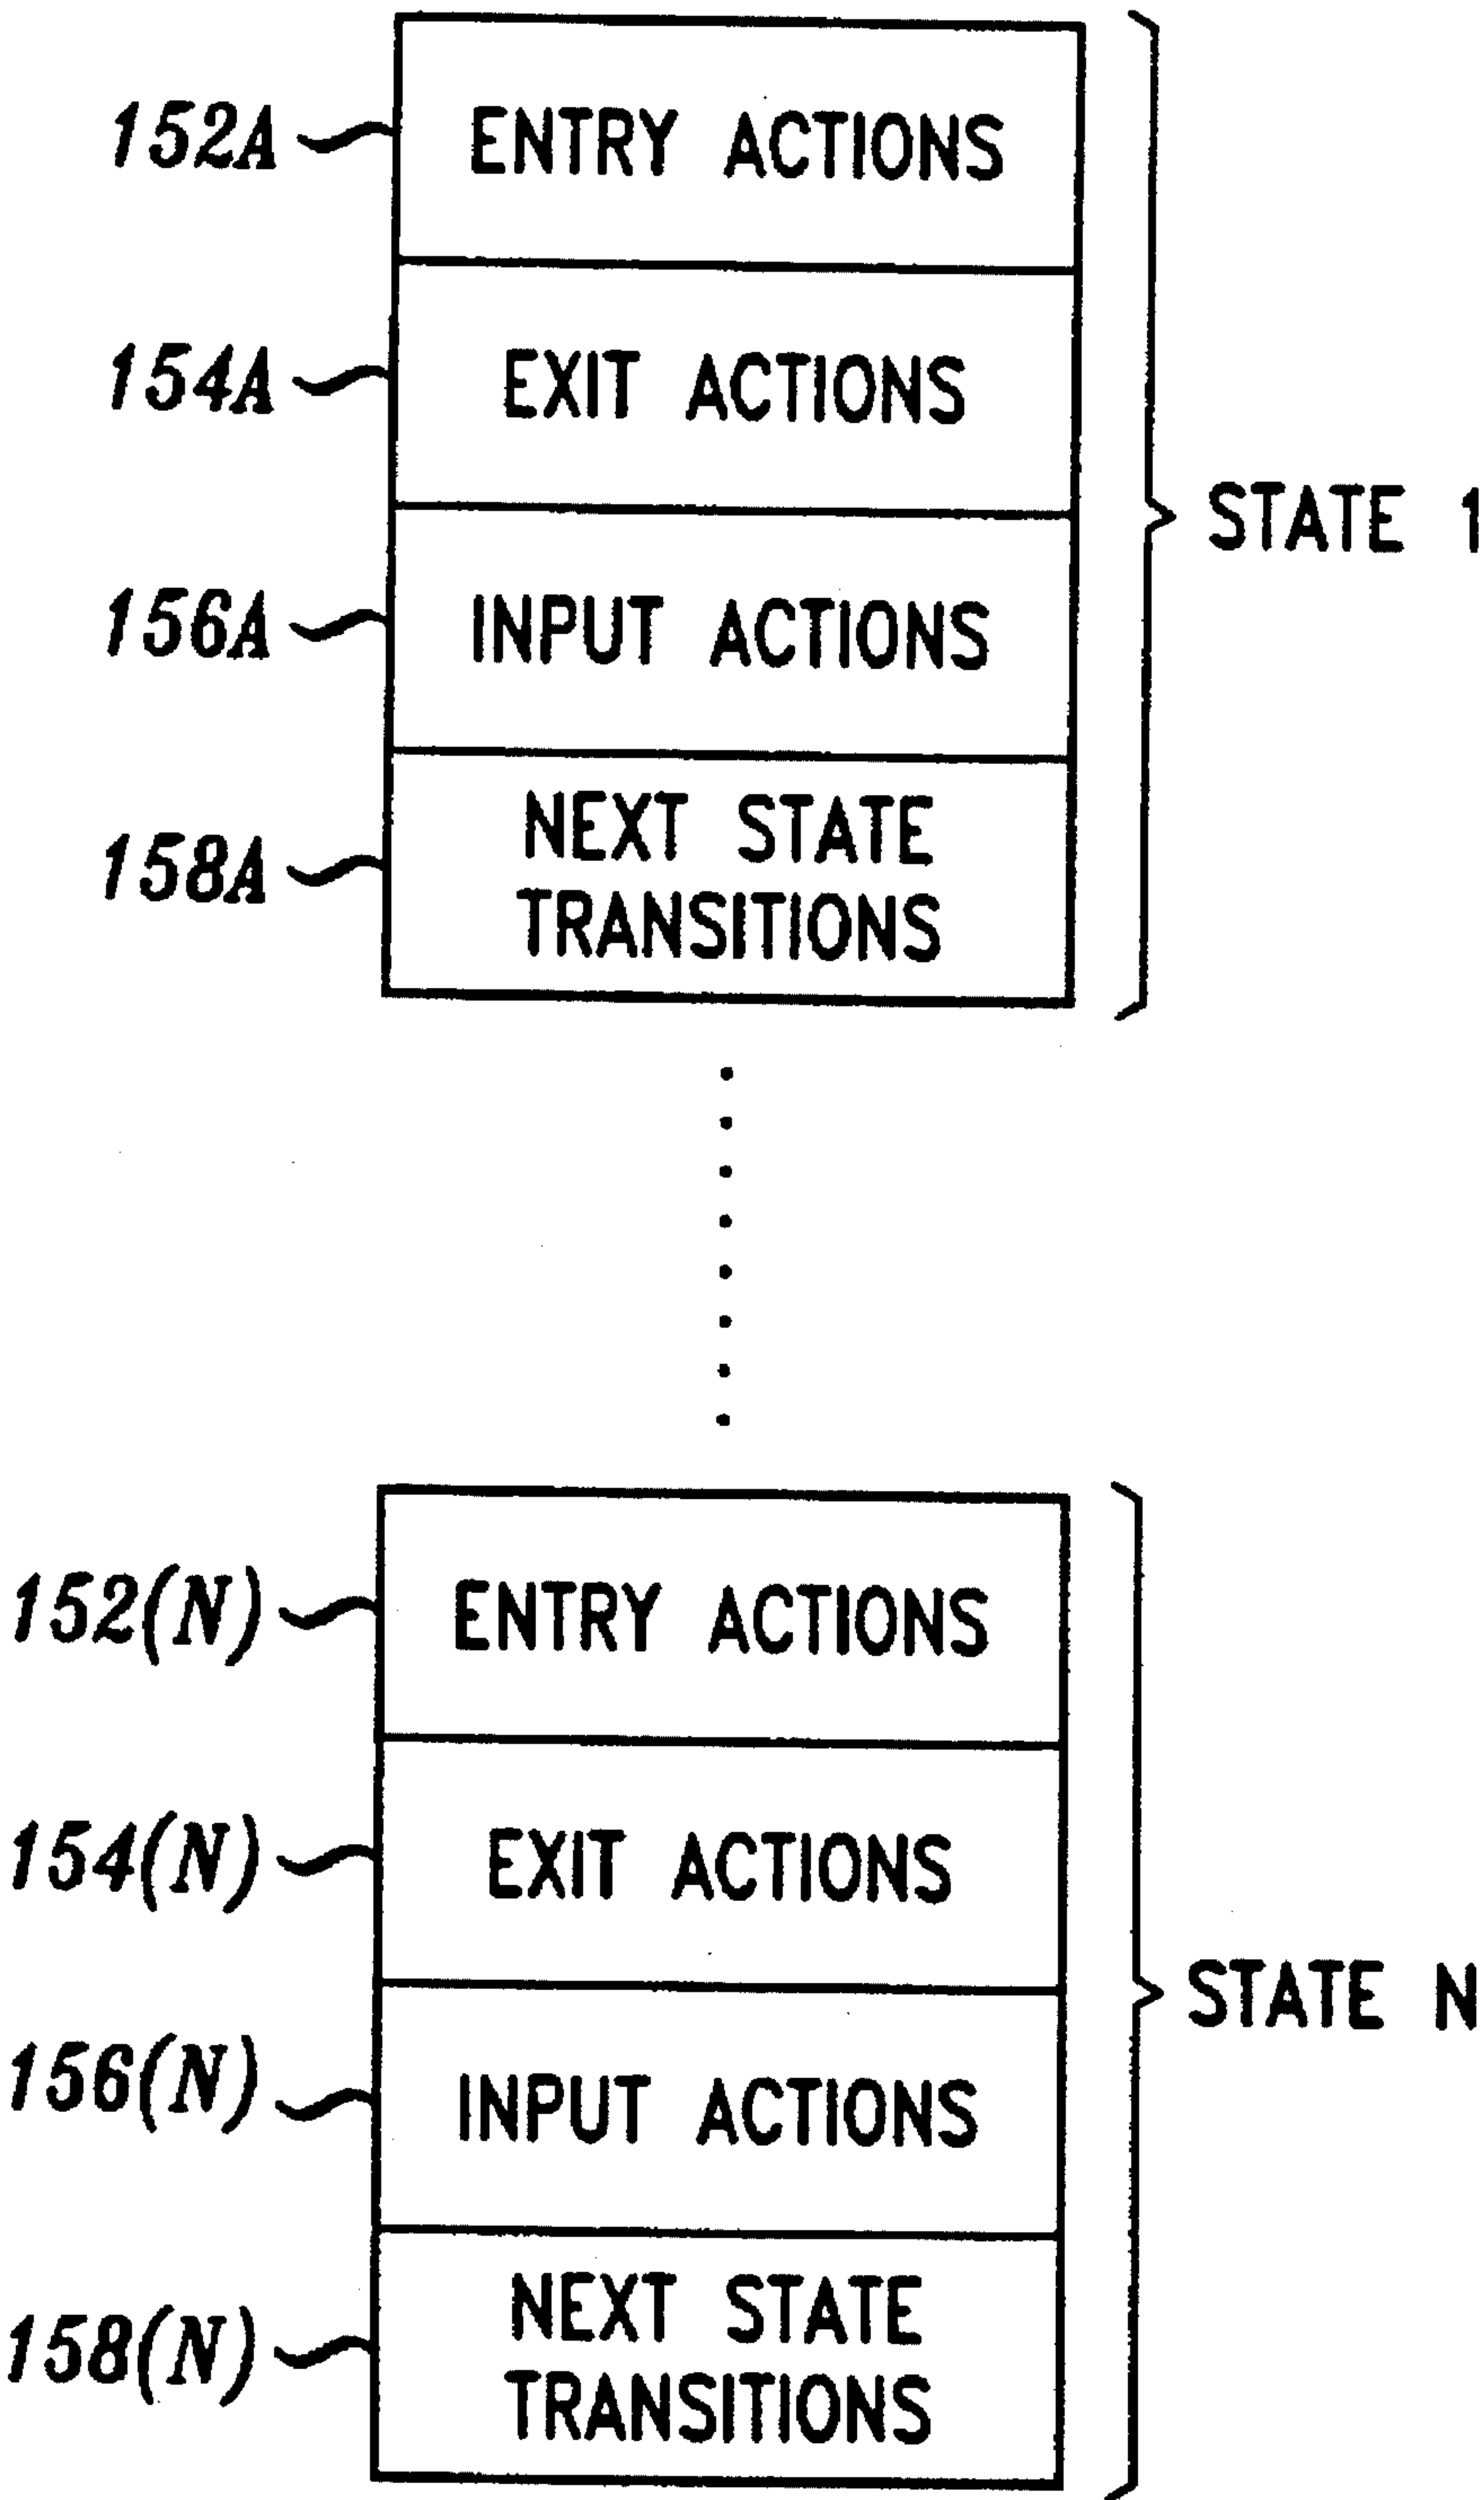 152A ENTRY ACTIONS
154A EXIT ACTIONS
STATE 1
156A INPUT ACTIONS
158A NEXT STATE
TRANSITIONS
152(N) ENTRY ACTIONS
154(N) EXIT ACTIONS
STATE N
156(N) INPUT ACTIONS
158(N) NEXT STATE
TRANSITIONS